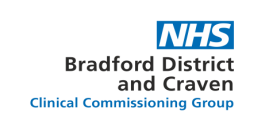 NHS
Bradford District
and Craven
Clinical Commissioning Group